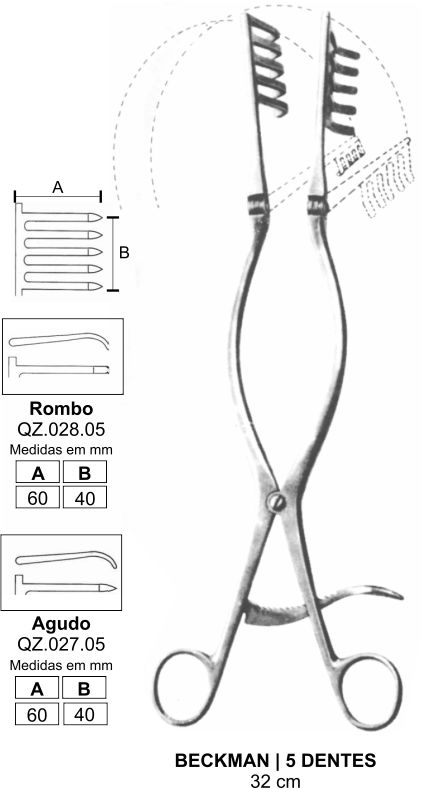 A
B
Rombo
QZ.028.05
Medidas em mm
A B
60 40
Agudo
QZ.027.05
Medidas em mm
A B
60 40
BECKMAN | 5 DENTES
32 cm